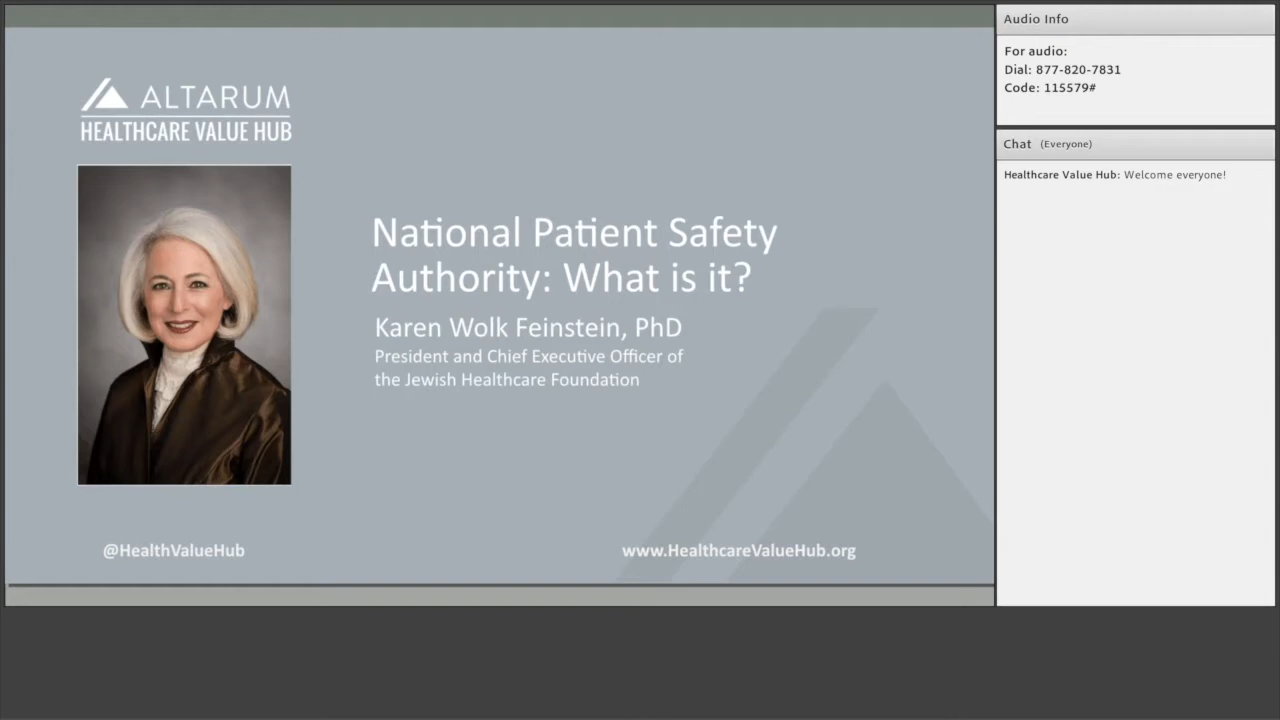 ALTARUM
HEALTHCARE VALUE HUB
National Patient Safety
Authority: What is it?
Karen Wolk Feinstein, PhD
President and Chief Executive Officer of
the Jewish Healthcare Foundation
@HealthValueHub
www.HealthcareValueHub.org
Audio Info
For audio:
Dial: 877-820-7831
Code: 115579#
Chat (Everyone)
Healthcare Value Hub: Welcome everyone!